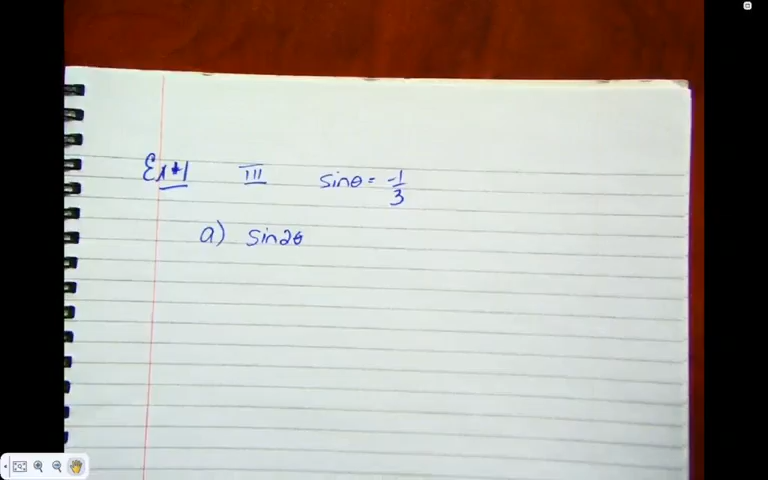 Ex #1 III sinθ = -1/3
a) sin2θ